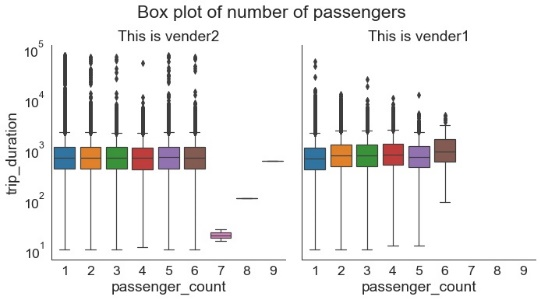 Box plot of number of passengers
This is vender2
This is vender1
10^5
10^4
10^3
10^2
10^1
trip_duration
1 2 3 4 5 6 7 8 9
1 2 3 4 5 6 7 8 9
passenger_count
passenger_count